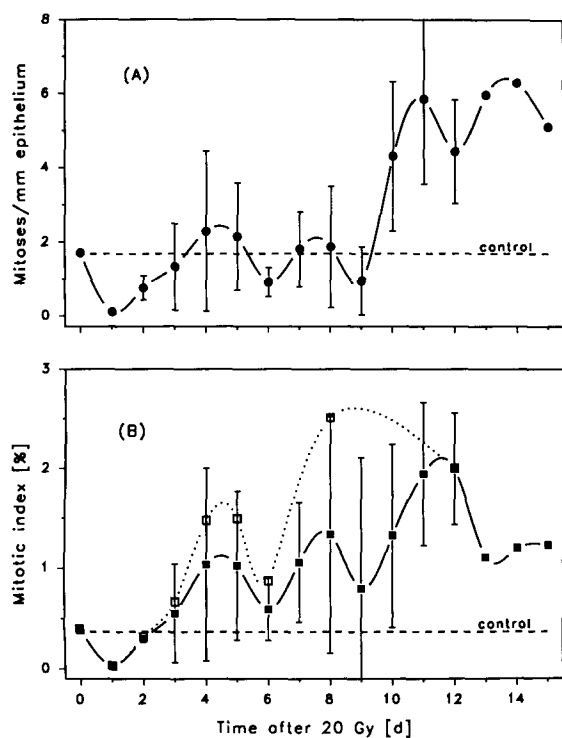 8
(A)
6
4
2
control
0
Mitoses/mm epithelium
3
(B)
2
1
control
0
Mitotic index [%]
0 2 4 6 8 10 12 14
Time after 20 Gy [d]